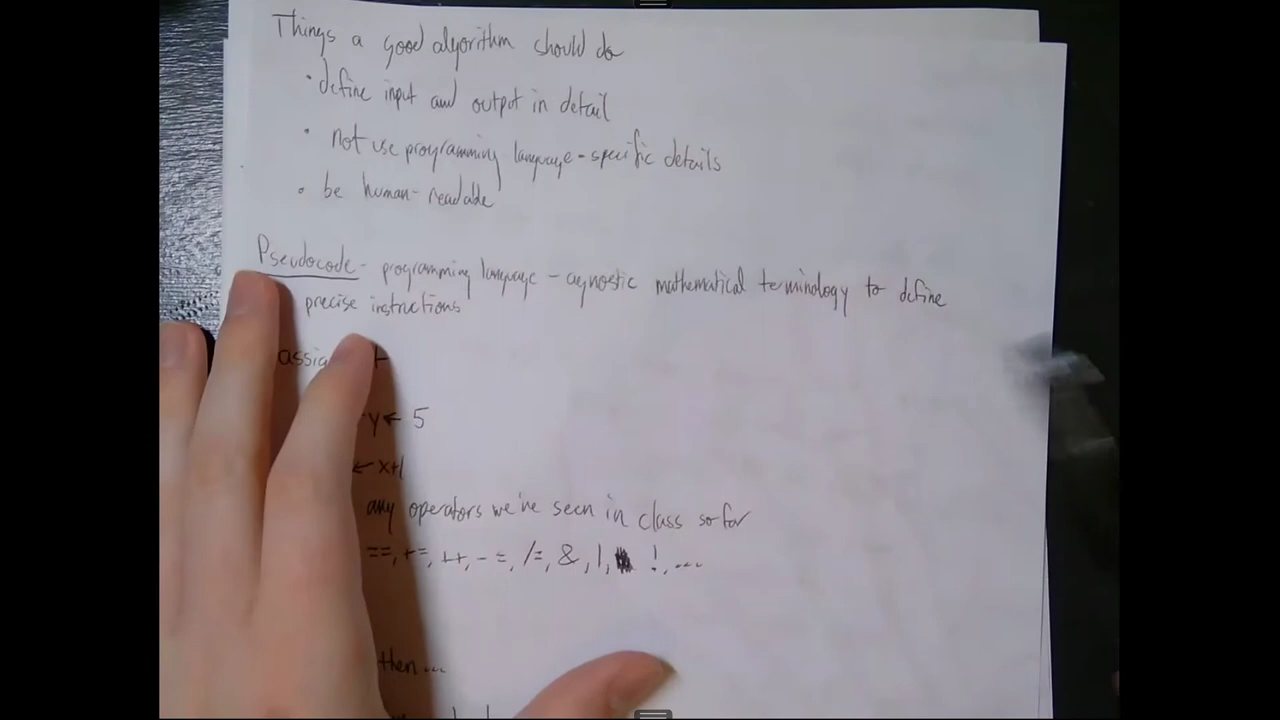 Things a good algorithm should do
• define input and output in detail
• not use programming language-specific details
• be human-readable
Pseudocode - programming language-agnostic mathematical terminology to define
precise instructions
y ← 5
← x+1
any operators we've seen in class so far
==, +=, ++, -=, /=, &, |, !, ...
then ...